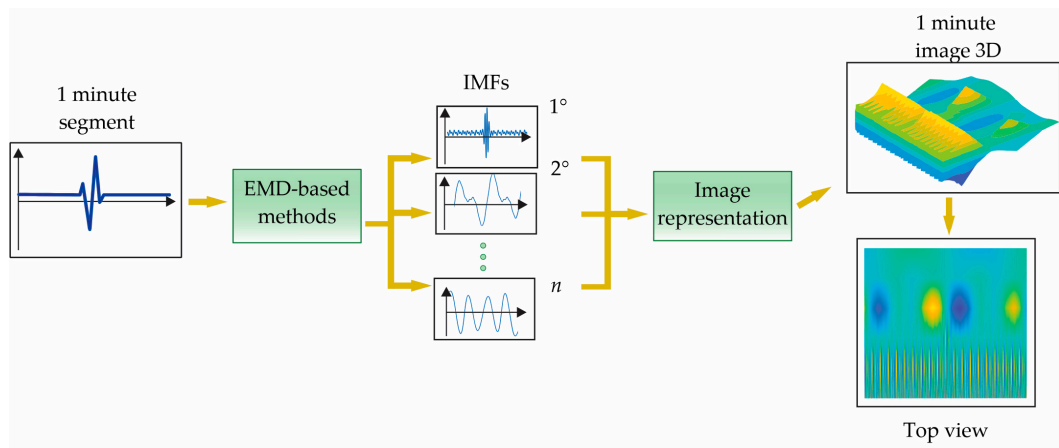 1 minute
segment
EMD-based
methods
IMFs
1°
2°
n
Image
representation
1 minute
image 3D
Top view